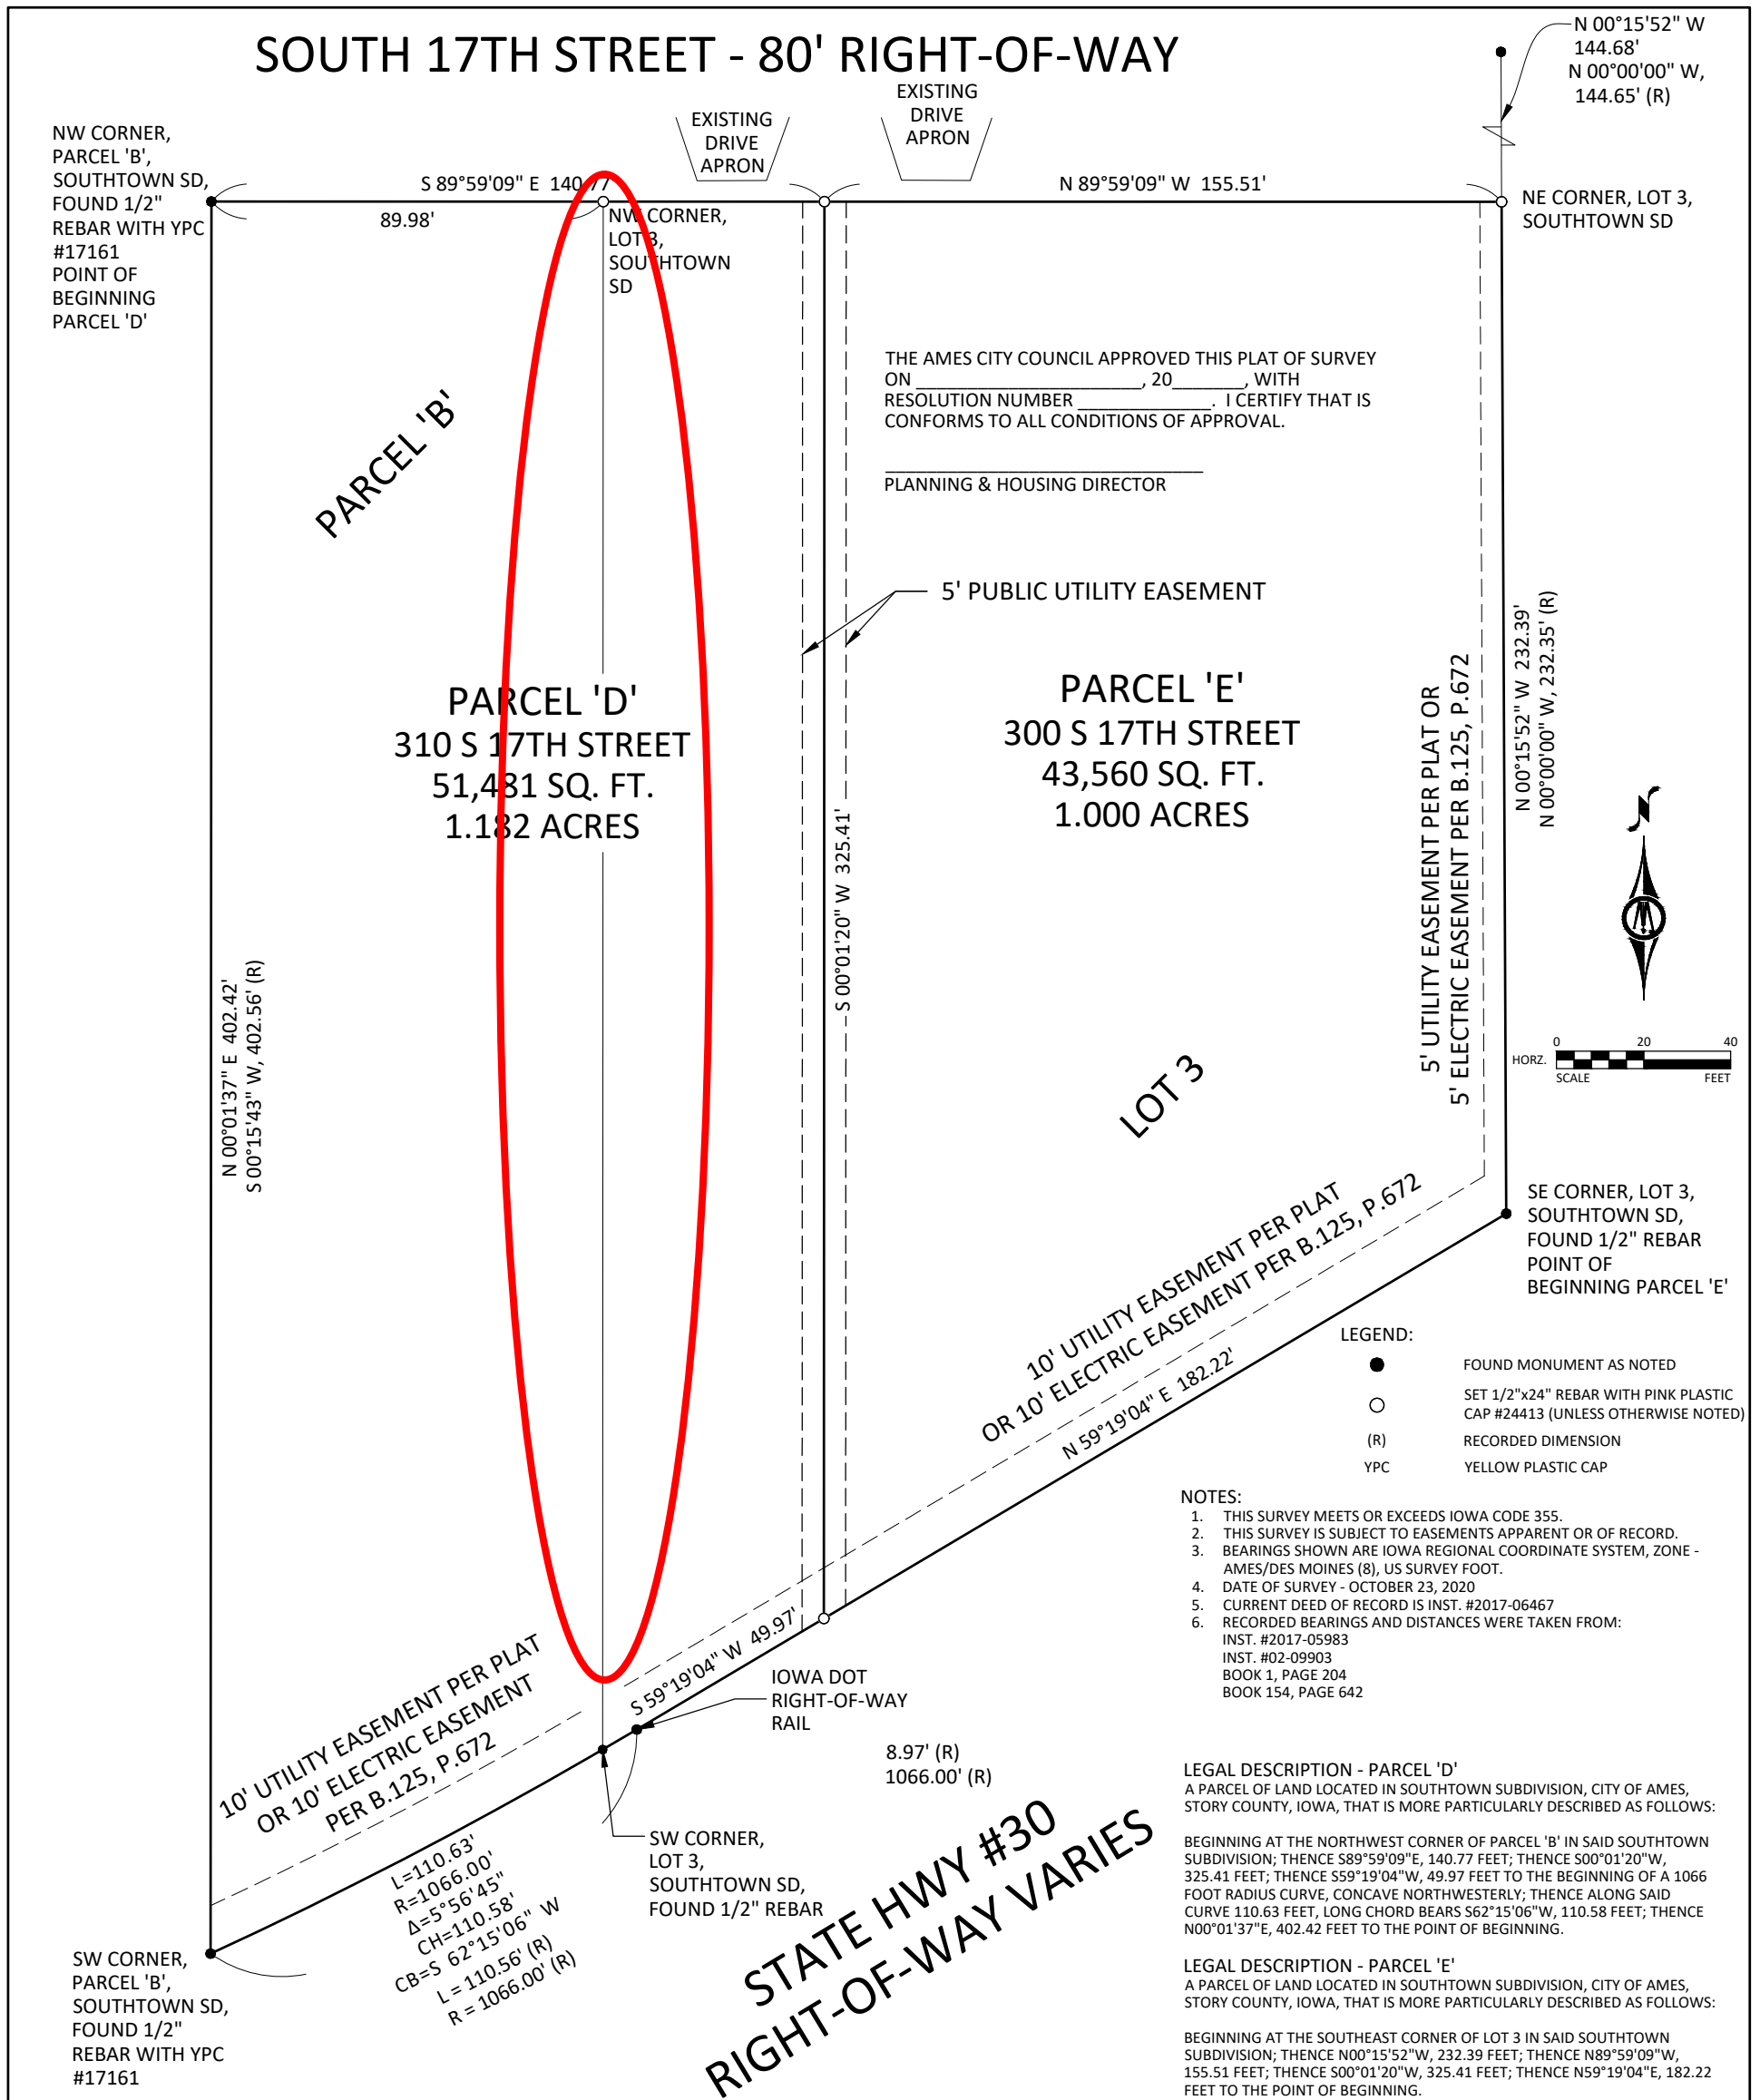 SOUTH 17TH STREET - 80' RIGHT-OF-WAY
N 00°15'52" W
144.68'
N 00°00'00" W,
144.65' (R)
EXISTING
DRIVE
APRON
EXISTING
DRIVE
APRON
NW CORNER,
PARCEL 'B',
SOUTHTOWN SD,
FOUND 1/2"
REBAR WITH YPC
#17161
POINT OF
BEGINNING
PARCEL 'D'
S 89°59'09" E 140.77'
89.98'
NW CORNER,
LOT 3,
SOUTHTOWN
SD
N 89°59'09" W 155.51'
NE CORNER, LOT 3,
SOUTHTOWN SD
THE AMES CITY COUNCIL APPROVED THIS PLAT OF SURVEY
ON ______________________, 20_______, WITH
RESOLUTION NUMBER _____________. I CERTIFY THAT IS
CONFORMS TO ALL CONDITIONS OF APPROVAL.
_______________________________
PLANNING & HOUSING DIRECTOR
PARCEL 'B'
5' PUBLIC UTILITY EASEMENT
PARCEL 'D'
310 S 17TH STREET
51,481 SQ. FT.
1.182 ACRES
PARCEL 'E'
300 S 17TH STREET
43,560 SQ. FT.
1.000 ACRES
S 00°01'20" W 325.41'
5' UTILITY EASEMENT PER PLAT OR
5' ELECTRIC EASEMENT PER B.125, P.672
N 00°15'52" W 232.39'
N 00°00'00" W, 232.35' (R)
N
0 20 40
HORZ.
SCALE FEET
N 00°01'37" E 402.42'
S 00°15'43" W, 402.56' (R)
LOT 3
10' UTILITY EASEMENT PER PLAT
OR 10' ELECTRIC EASEMENT PER B.125, P.672
N 59°19'04" E 182.22'
SE CORNER, LOT 3,
SOUTHTOWN SD,
FOUND 1/2" REBAR
POINT OF
BEGINNING PARCEL 'E'
LEGEND:
FOUND MONUMENT AS NOTED
SET 1/2"x24" REBAR WITH PINK PLASTIC
CAP #24413 (UNLESS OTHERWISE NOTED)
(R) RECORDED DIMENSION
YPC YELLOW PLASTIC CAP
NOTES:
1. THIS SURVEY MEETS OR EXCEEDS IOWA CODE 355.
2. THIS SURVEY IS SUBJECT TO EASEMENTS APPARENT OR OF RECORD.
3. BEARINGS SHOWN ARE IOWA REGIONAL COORDINATE SYSTEM, ZONE -
AMES/DES MOINES (8), US SURVEY FOOT.
4. DATE OF SURVEY - OCTOBER 23, 2020
5. CURRENT DEED OF RECORD IS INST. #2017-06467
6. RECORDED BEARINGS AND DISTANCES WERE TAKEN FROM:
INST. #2017-05983
INST. #02-09903
BOOK 1, PAGE 204
BOOK 154, PAGE 642
10' UTILITY EASEMENT PER PLAT
OR 10' ELECTRIC EASEMENT
PER B.125, P.672
S 59°19'04" W 49.97'
IOWA DOT
RIGHT-OF-WAY
RAIL
8.97' (R)
1066.00' (R)
SW CORNER,
LOT 3,
SOUTHTOWN SD,
FOUND 1/2" REBAR
L=110.63'
R=1066.00'
Δ=5°56'45"
CH=110.58'
CB=S 62°15'06" W
L = 110.56' (R)
R = 1066.00' (R)
SW CORNER,
PARCEL 'B',
SOUTHTOWN SD,
FOUND 1/2"
REBAR WITH YPC
#17161
STATE HWY #30
RIGHT-OF-WAY VARIES
LEGAL DESCRIPTION - PARCEL 'D'
A PARCEL OF LAND LOCATED IN SOUTHTOWN SUBDIVISION, CITY OF AMES,
STORY COUNTY, IOWA, THAT IS MORE PARTICULARLY DESCRIBED AS FOLLOWS:
BEGINNING AT THE NORTHWEST CORNER OF PARCEL 'B' IN SAID SOUTHTOWN
SUBDIVISION; THENCE S89°59'09"E, 140.77 FEET; THENCE S00°01'20"W,
325.41 FEET; THENCE S59°19'04"W, 49.97 FEET TO THE BEGINNING OF A 1066
FOOT RADIUS CURVE, CONCAVE NORTHWESTERLY; THENCE ALONG SAID
CURVE 110.63 FEET, LONG CHORD BEARS S62°15'06"W, 110.58 FEET; THENCE
N00°01'37"E, 402.42 FEET TO THE POINT OF BEGINNING.
LEGAL DESCRIPTION - PARCEL 'E'
A PARCEL OF LAND LOCATED IN SOUTHTOWN SUBDIVISION, CITY OF AMES,
STORY COUNTY, IOWA, THAT IS MORE PARTICULARLY DESCRIBED AS FOLLOWS:
BEGINNING AT THE SOUTHEAST CORNER OF LOT 3 IN SAID SOUTHTOWN
SUBDIVISION; THENCE N00°15'52"W, 232.39 FEET; THENCE N89°59'09"W,
155.51 FEET; THENCE S00°01'20"W, 325.41 FEET; THENCE N59°19'04"E, 182.22
FEET TO THE POINT OF BEGINNING.